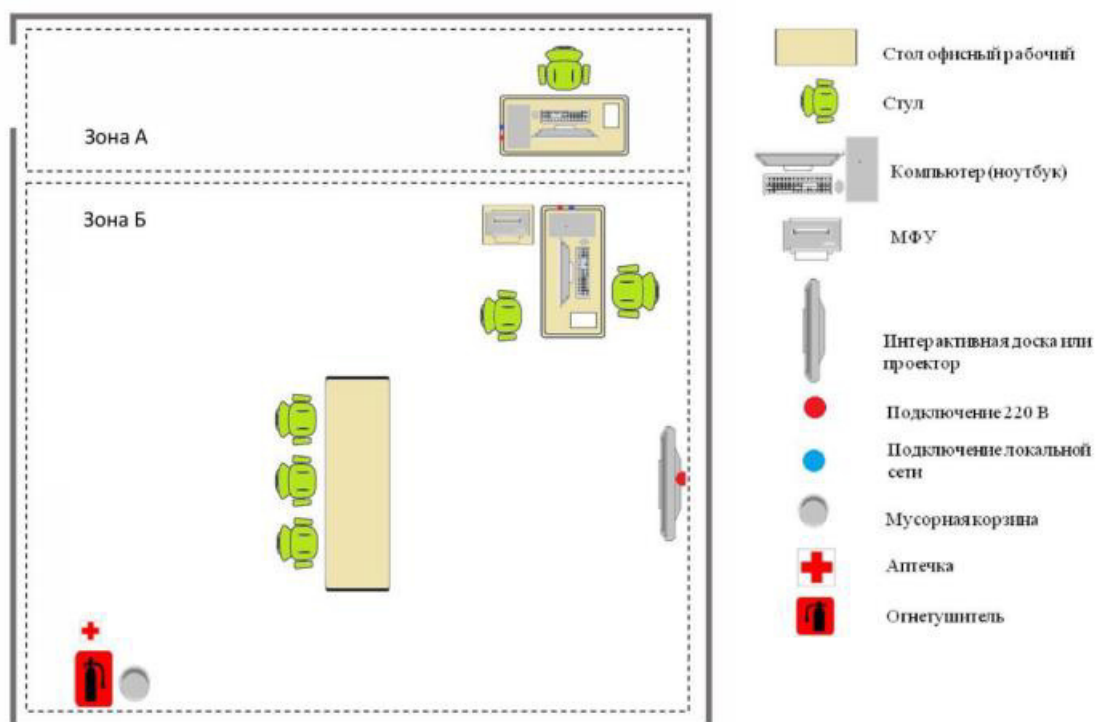 Зона А
Зона Б
Стол офисный рабочий
Стул
Компьютер (ноутбук)
МФУ
Интерактивная доска или
проектор
Подключение 220 В
Подключение локальной
сети
Мусорная корзина
Аптечка
Огнетушитель